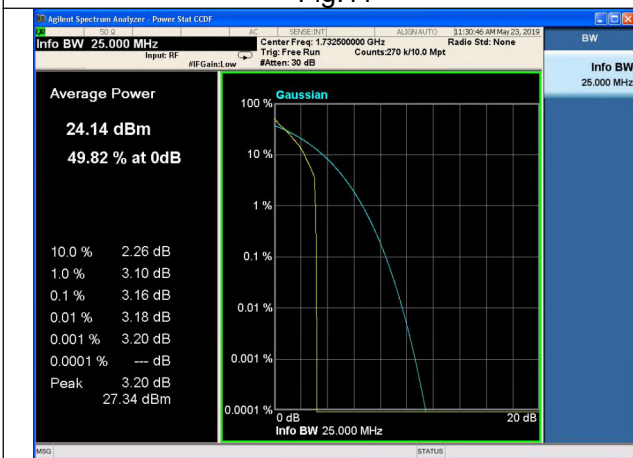 Agilent Spectrum Analyzer - Power Stat CCDF
50 Ω AC SENSE:INT ALIGN AUTO 11:30:46 AM May 23, 2019
Info BW 25.000 MHz
Center Freq: 1.732500000 GHz Radio Std: None
Input: RF Trig: Free Run Counts:270 k/10.0 Mpt
#IFGain:Low #Atten: 30 dB
BW
Info BW
25.000 MHz
Average Power
24.14 dBm
49.82 % at 0dB
10.0 % 2.26 dB
1.0 % 3.10 dB
0.1 % 3.16 dB
0.01 % 3.18 dB
0.001 % 3.20 dB
0.0001 % --- dB
Peak 3.20 dB
27.34 dBm
Gaussian
100 %
10 %
1 %
0.1 %
0.01 %
0.001 %
0.0001 %
0 dB 20 dB
Info BW 25.000 MHz
MSG STATUS